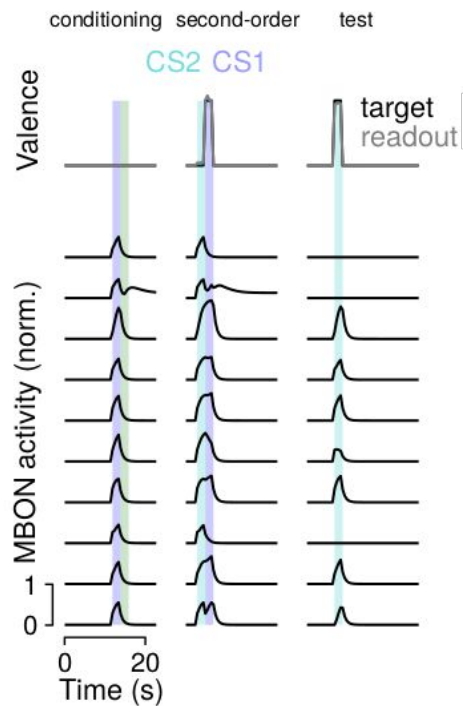 conditioning second-order test
CS2 CS1
Valence
target
readout
MBON activity (norm.)
1
0
0 20
Time (s)